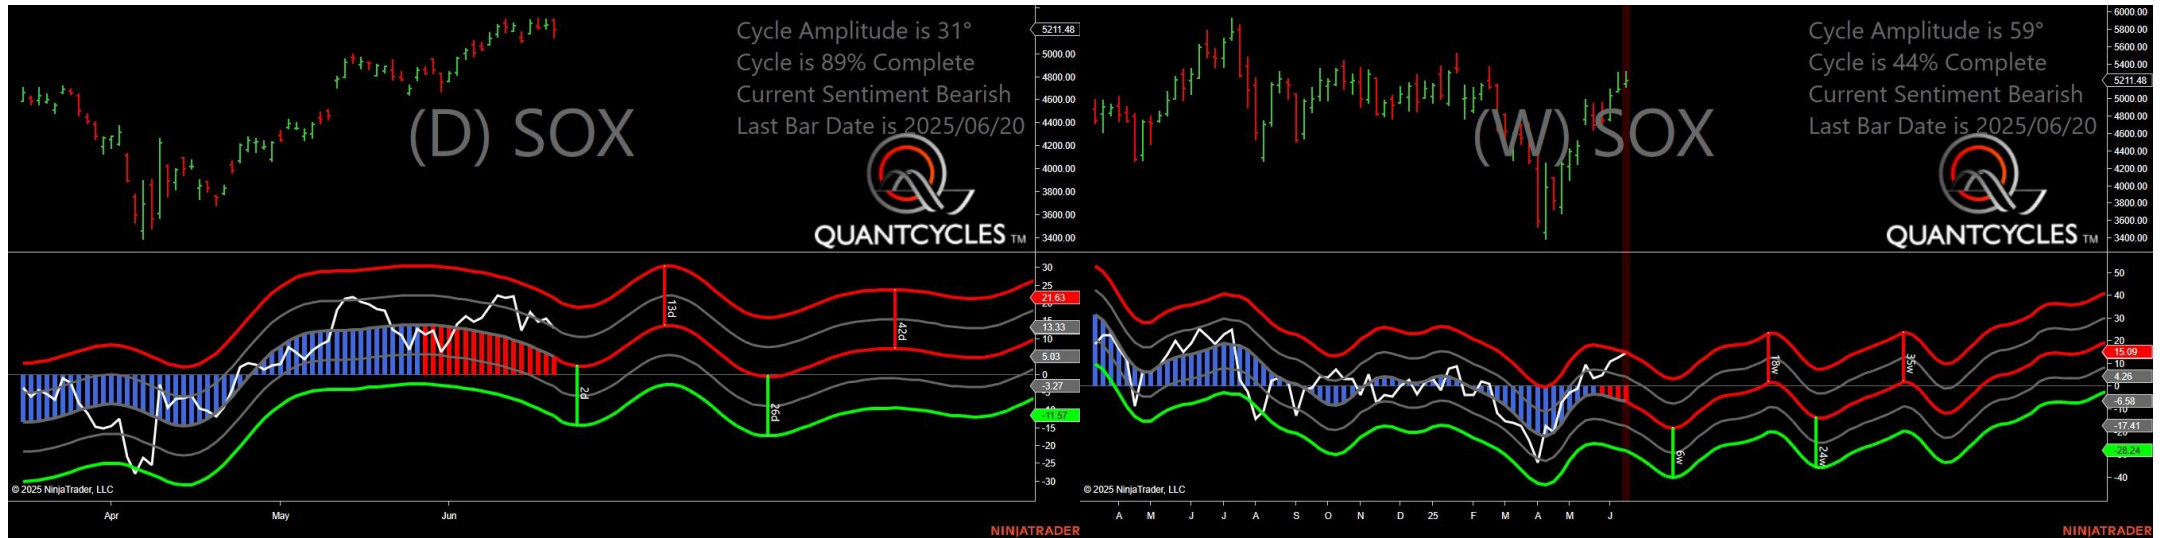 Cycle Amplitude is 31°
Cycle is 89% Complete
Current Sentiment Bearish
Last Bar Date is 2025/06/20
(D) SOX
QUANTCYCLES TM
5211.48
5000.00
4800.00
4600.00
4400.00
4200.00
4000.00
3800.00
3600.00
3400.00
30
25
21.63
15
13.33
5.03
0
-3.27
-11.57
-15
-20
-25
-30
2d
13d
26d
42d
© 2025 NinjaTrader, LLC
Apr
May
Jun
NINJATRADER
Cycle Amplitude is 59°
Cycle is 44% Complete
Current Sentiment Bearish
Last Bar Date is 2025/06/20
(W) SOX
QUANTCYCLES TM
6000.00
5800.00
5600.00
5400.00
5211.48
5000.00
4800.00
4600.00
4400.00
4200.00
4000.00
3800.00
3600.00
3400.00
50
40
30
20
15.09
4.26
0
-6.58
-10
-17.41
-28.24
-40
6w
18w
24w
35w
© 2025 NinjaTrader, LLC
A
M
J
J
A
S
O
N
D
25
F
M
A
M
J
NINJATRADER